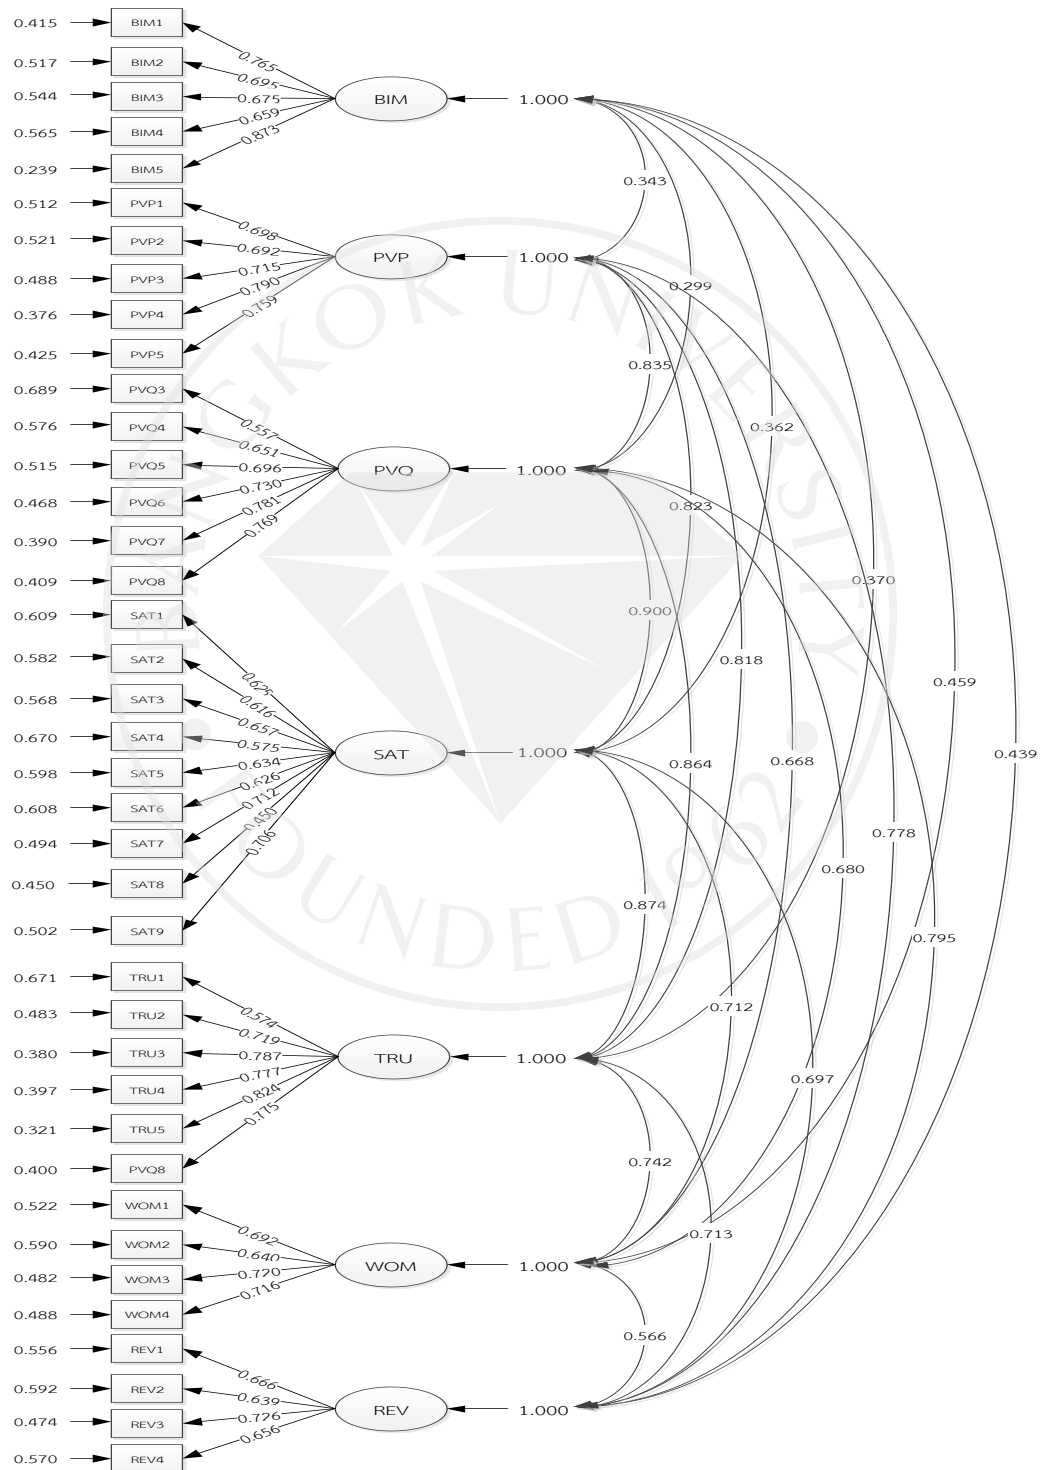 0.415 BIM1 0.765
0.517 BIM2 0.695
0.544 BIM3 0.675 BIM 1.000
0.565 BIM4 0.659
0.239 BIM5 0.873
0.343
0.512 PVP1 0.698
0.521 PVP2 0.692
0.488 PVP3 0.715 PVP 1.000
0.376 PVP4 0.790
0.425 PVP5 0.759
0.299
0.835
0.689 PVQ3 0.557
0.576 PVQ4 0.651
0.362
0.515 PVQ5 0.696 PVQ 1.000
0.468 PVQ6 0.730
0.823
0.390 PVQ7 0.781
0.409 PVQ8 0.769
0.370
0.900
0.609 SAT1 0.625
0.582 SAT2 0.616
0.818
0.459
0.568 SAT3 0.657
0.670 SAT4 0.575 SAT 1.000
0.439
0.864
0.668
0.598 SAT5 0.634
0.608 SAT6 0.626
0.494 SAT7 0.712
0.778
0.680
0.450 SAT8 0.450
0.874
0.502 SAT9 0.706
0.795
0.671 TRU1 0.574
0.712
0.483 TRU2 0.719
0.380 TRU3 0.787 TRU 1.000
0.697
0.397 TRU4 0.777
0.321 TRU5 0.824
0.400 PVQ8 0.775
0.742
0.522 WOM1 0.692
0.713
0.590 WOM2 0.640
0.482 WOM3 0.720 WOM 1.000
0.488 WOM4 0.716
0.566
0.556 REV1 0.666
0.592 REV2 0.639
0.474 REV3 0.726 REV 1.000
0.570 REV4 0.656
BANGKOK UNIVERSITY
FOUNDED 1962